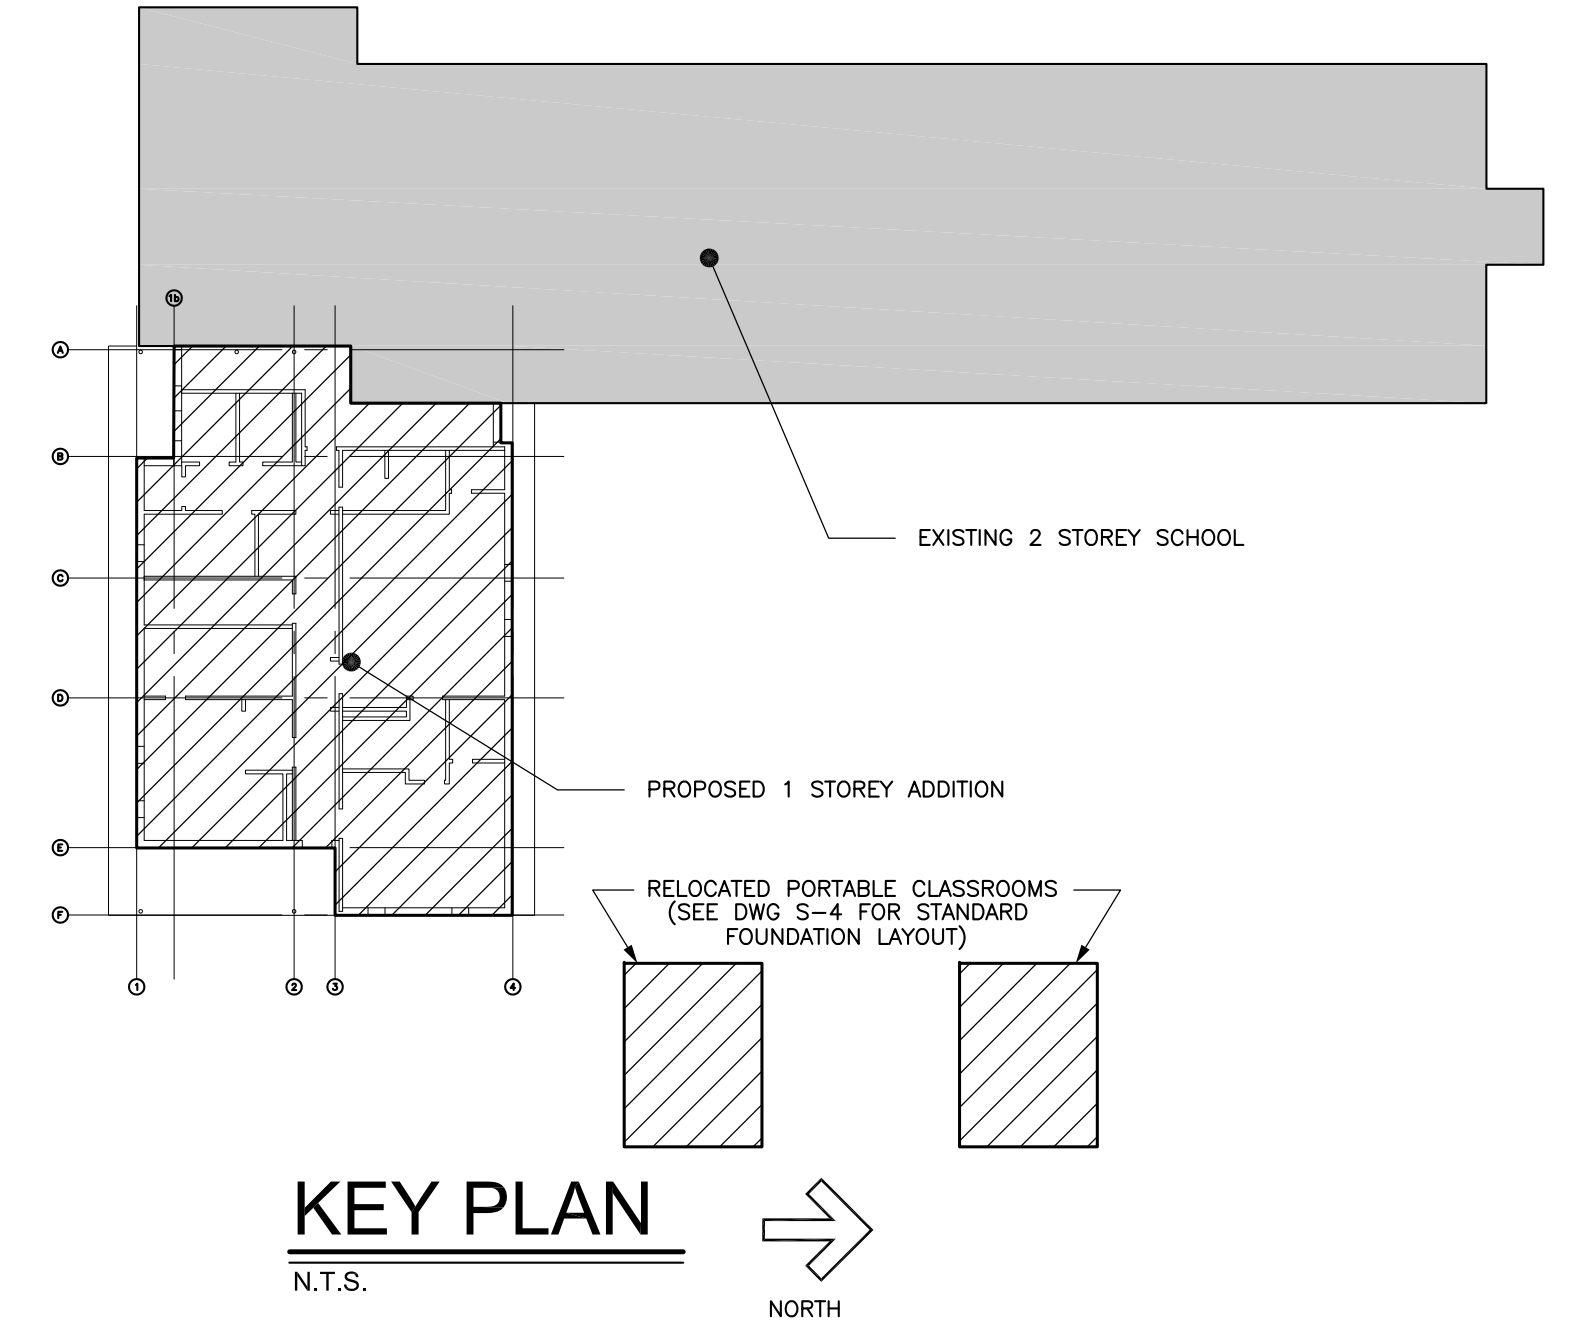 1b
A
B
EXISTING 2 STOREY SCHOOL
C
D
PROPOSED 1 STOREY ADDITION
E
RELOCATED PORTABLE CLASSROOMS
(SEE DWG S-4 FOR STANDARD
FOUNDATION LAYOUT)
F
1 2 3 4
KEY PLAN
N.T.S.
NORTH